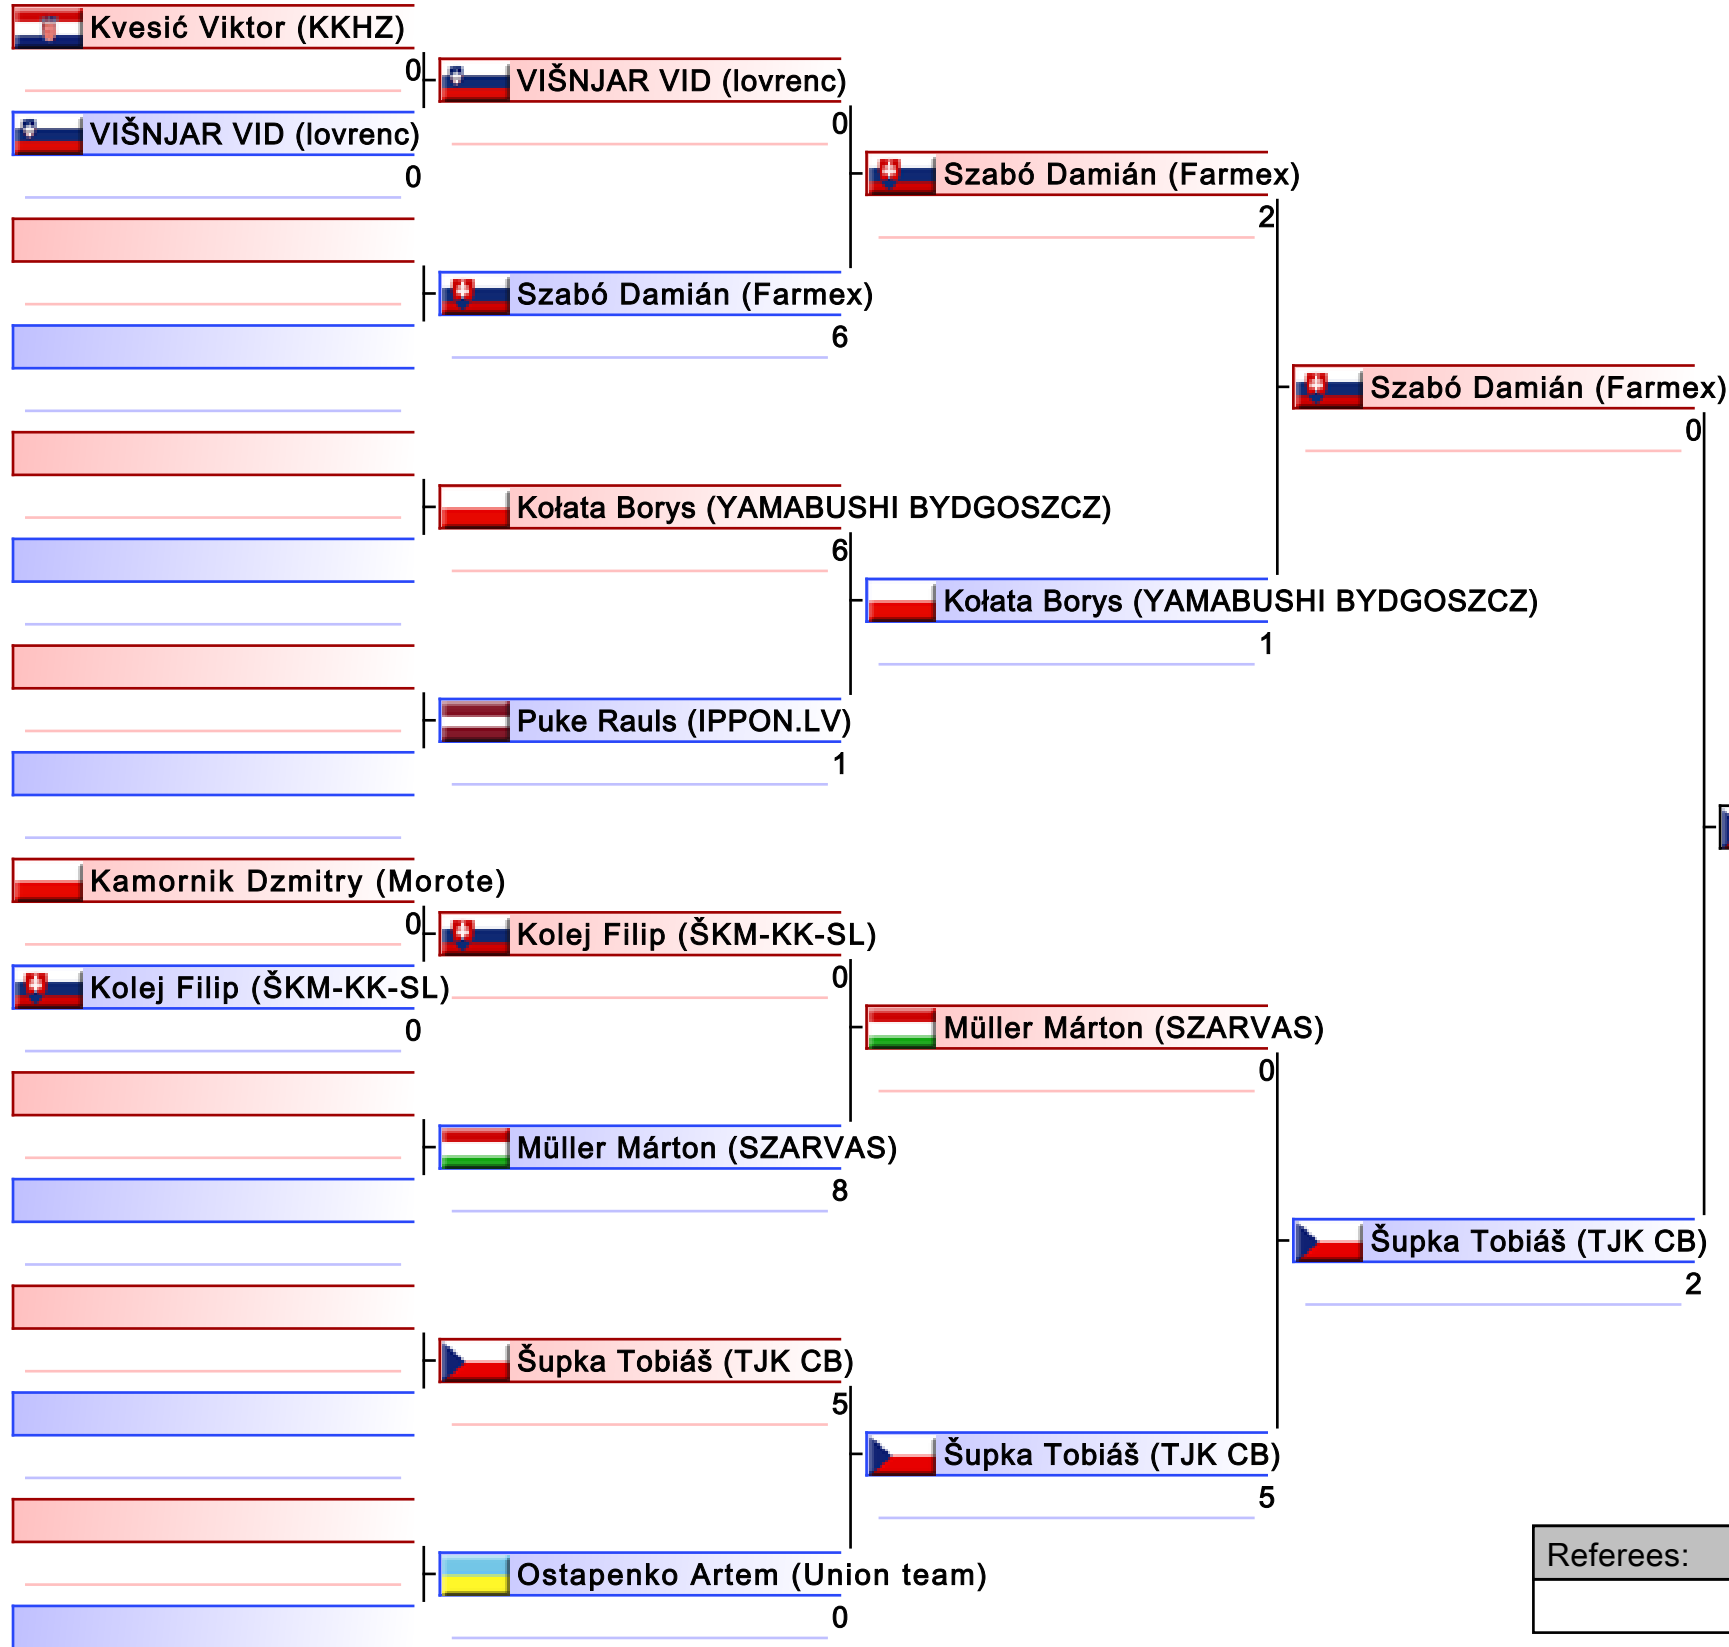 Kvesić Viktor (KKHZ)
0
VIŠNJAR VID (lovrenc)
0
VIŠNJAR VID (lovrenc)
0
Szabó Damián (Farmex)
2
Szabó Damián (Farmex)
6
Szabó Damián (Farmex)
0
Kołata Borys (YAMABUSHI BYDGOSZCZ)
6
Kołata Borys (YAMABUSHI BYDGOSZCZ)
1
Puke Rauls (IPPON.LV)
1
Kamornik Dzmitry (Morote)
0
Kolej Filip (ŠKM-KK-SL)
0
Kolej Filip (ŠKM-KK-SL)
0
Müller Márton (SZARVAS)
0
Müller Márton (SZARVAS)
8
Šupka Tobiáš (TJK CB)
2
Šupka Tobiáš (TJK CB)
5
Šupka Tobiáš (TJK CB)
5
Ostapenko Artem (Union team)
0
Referees: